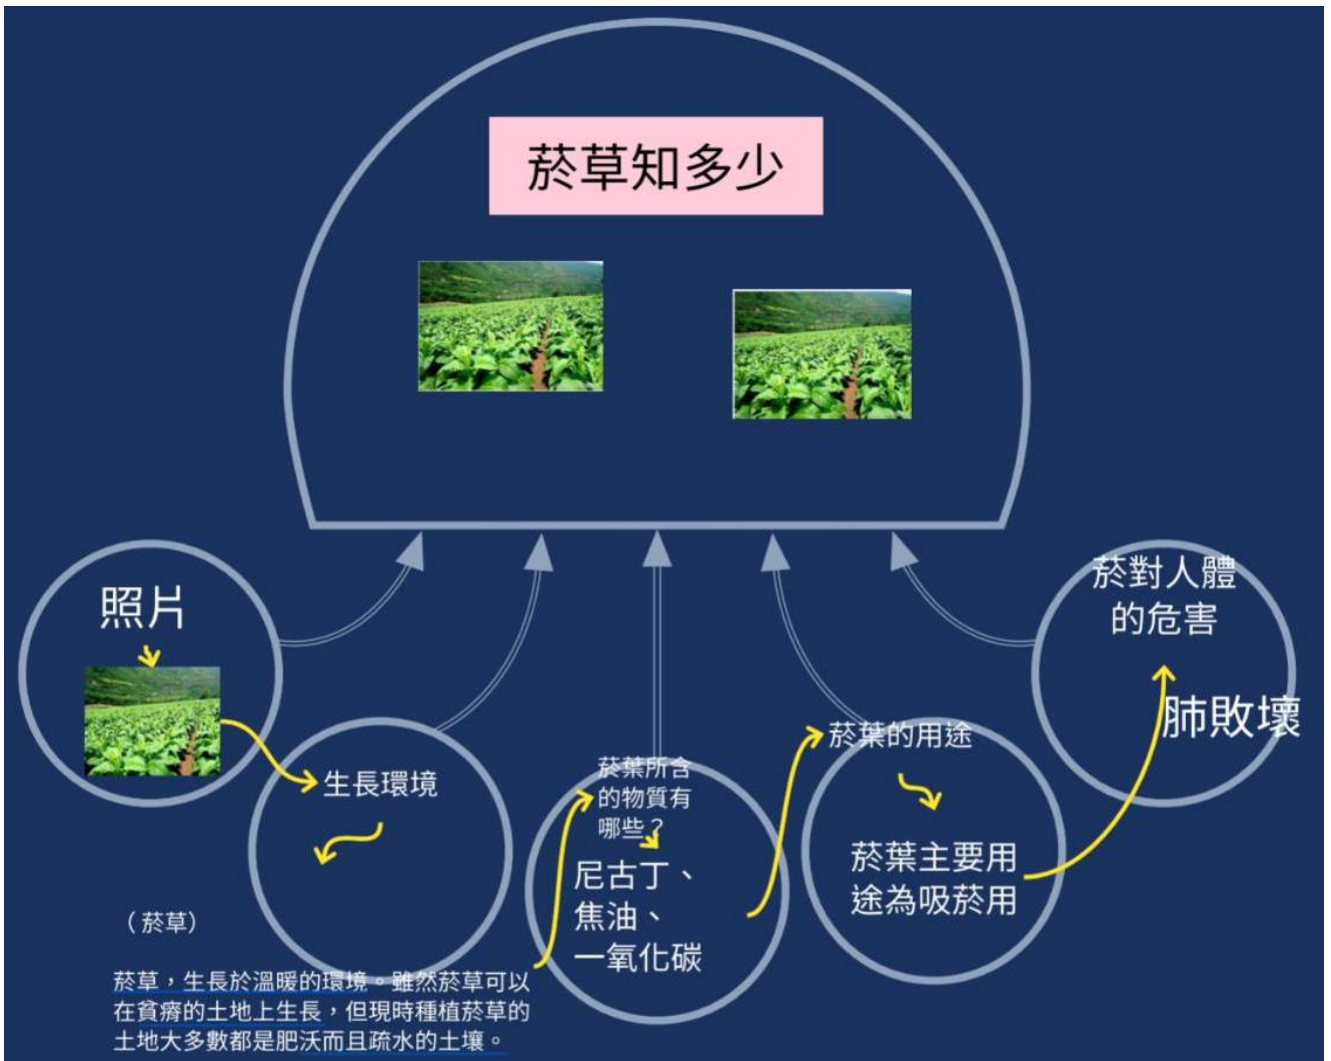 菸草知多少
照片
生長環境
（菸草）
菸草，生長於溫暖的環境。雖然菸草可以
在貧瘠的土地上生長，但現時種植菸草的
土地大多數都是肥沃而且疏水的土壤。
菸葉所含
的物質有
哪些？
尼古丁、
焦油、
一氧化碳
菸葉的用途
菸葉主要用
途為吸菸用
菸對人體
的危害
肺敗壞